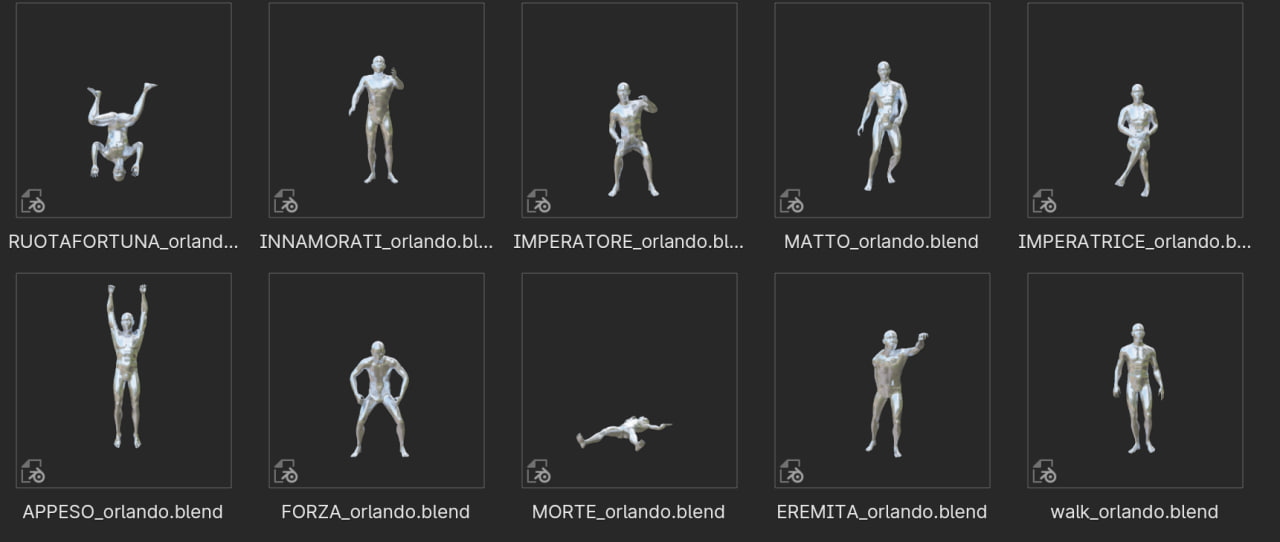 RUOTAFORTUNA_orland...
INNAMORATI_orlando.bl...
IMPERATORE_orlando.bl...
MATTO_orlando.blend
IMPERATRICE_orlando.b...
APPESO_orlando.blend
FORZA_orlando.blend
MORTE_orlando.blend
EREMITA_orlando.blend
walk_orlando.blend